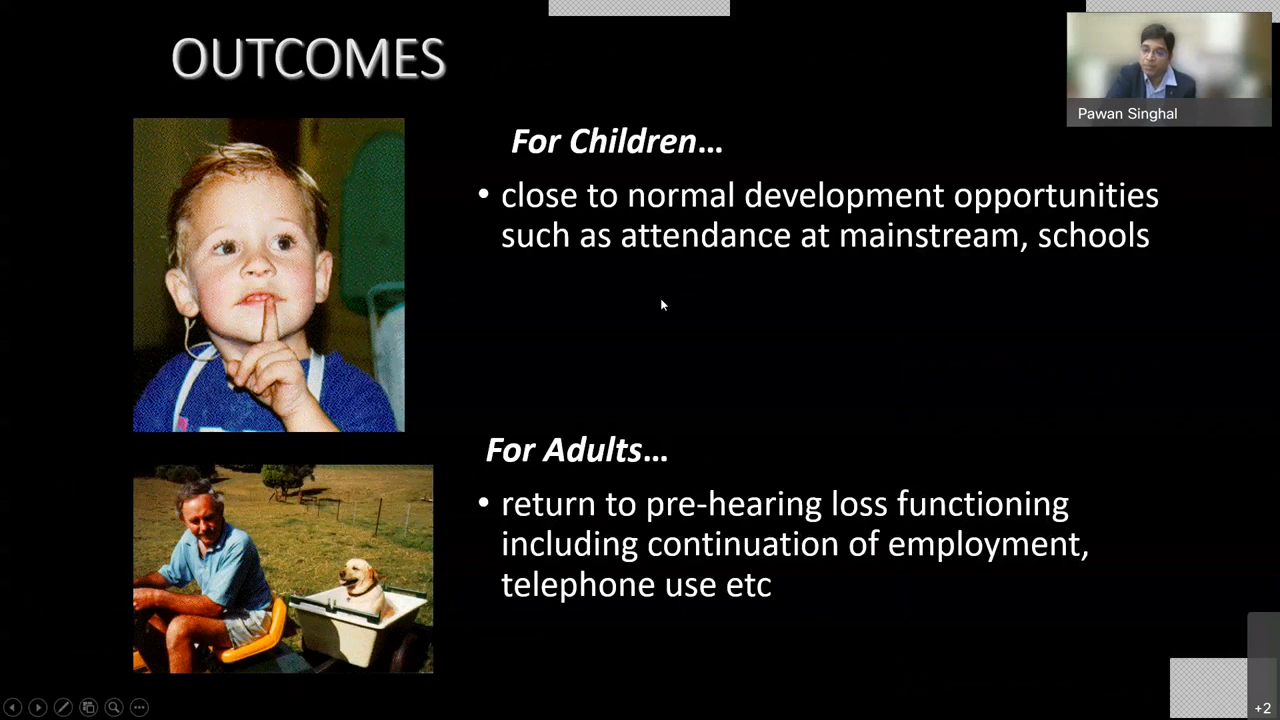 OUTCOMES
Pawan Singhal
For Children...
• close to normal development opportunities
such as attendance at mainstream, schools
For Adults...
• return to pre-hearing loss functioning
including continuation of employment,
telephone use etc
+2